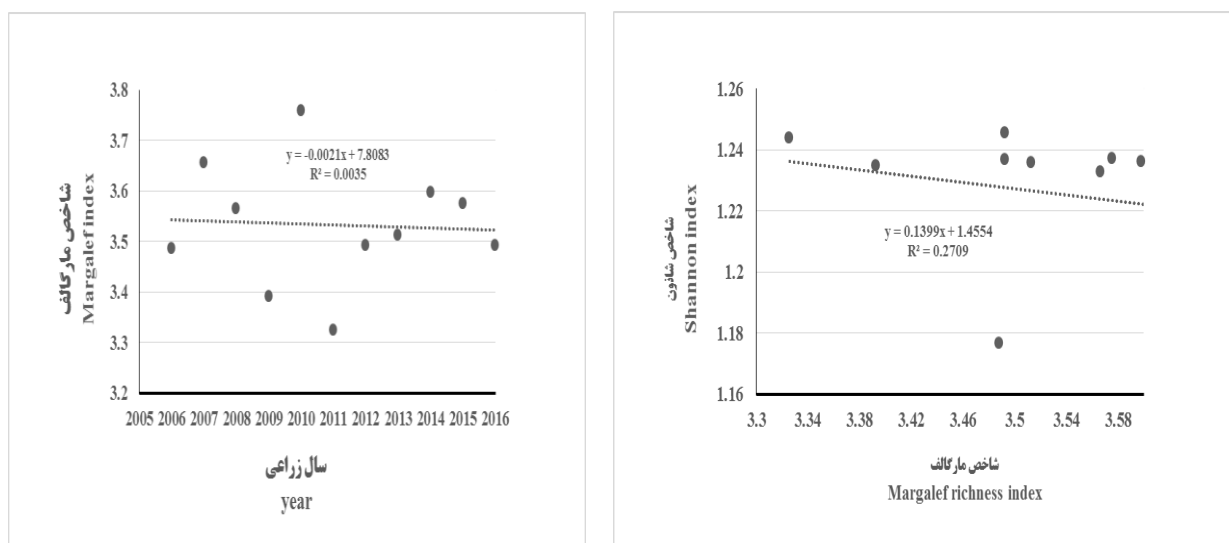 3.8
3.7
3.6
3.5
3.4
3.3
3.2
شاخص مارگالف
Margalef index
y = -0.0021x + 7.8083
R² = 0.0035
2005 2006 2007 2008 2009 2010 2011 2012 2013 2014 2015 2016
سال زراعی
year
1.26
1.24
1.22
1.2
1.18
1.16
شاخص شانون
Shannon index
y = 0.1399x + 1.4554
R² = 0.2709
3.3 3.34 3.38 3.42 3.46 3.5 3.54 3.58
شاخص مارگالف
Margalef richness index